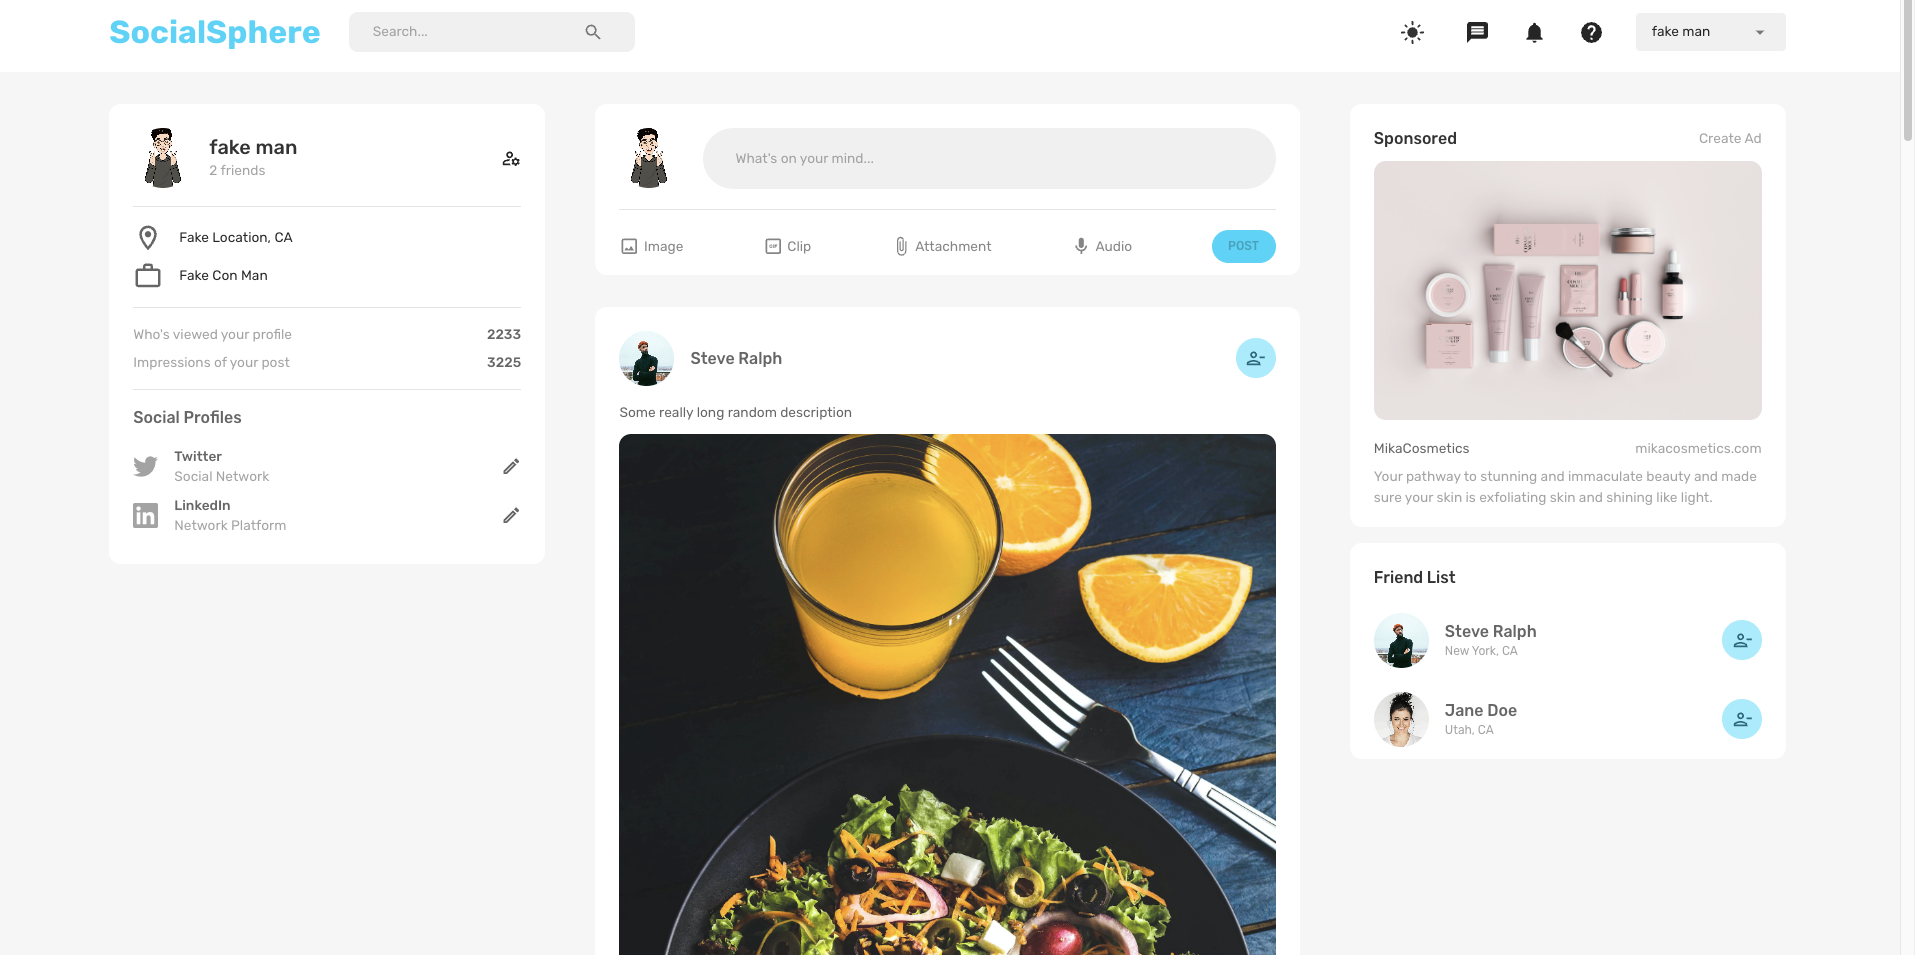 SocialSphere
Search...
fake man
fake man
2 friends
Fake Location, CA
Fake Con Man
Who's viewed your profile 2233
Impressions of your post 3225
Social Profiles
Twitter
Social Network
LinkedIn
Network Platform
What's on your mind...
Image Clip Attachment Audio POST
Steve Ralph
Some really long random description
Sponsored Create Ad
MikaCosmetics mikacosmetics.com
Your pathway to stunning and immaculate beauty and made
sure your skin is exfoliating skin and shining like light.
Friend List
Steve Ralph
New York, CA
Jane Doe
Utah, CA